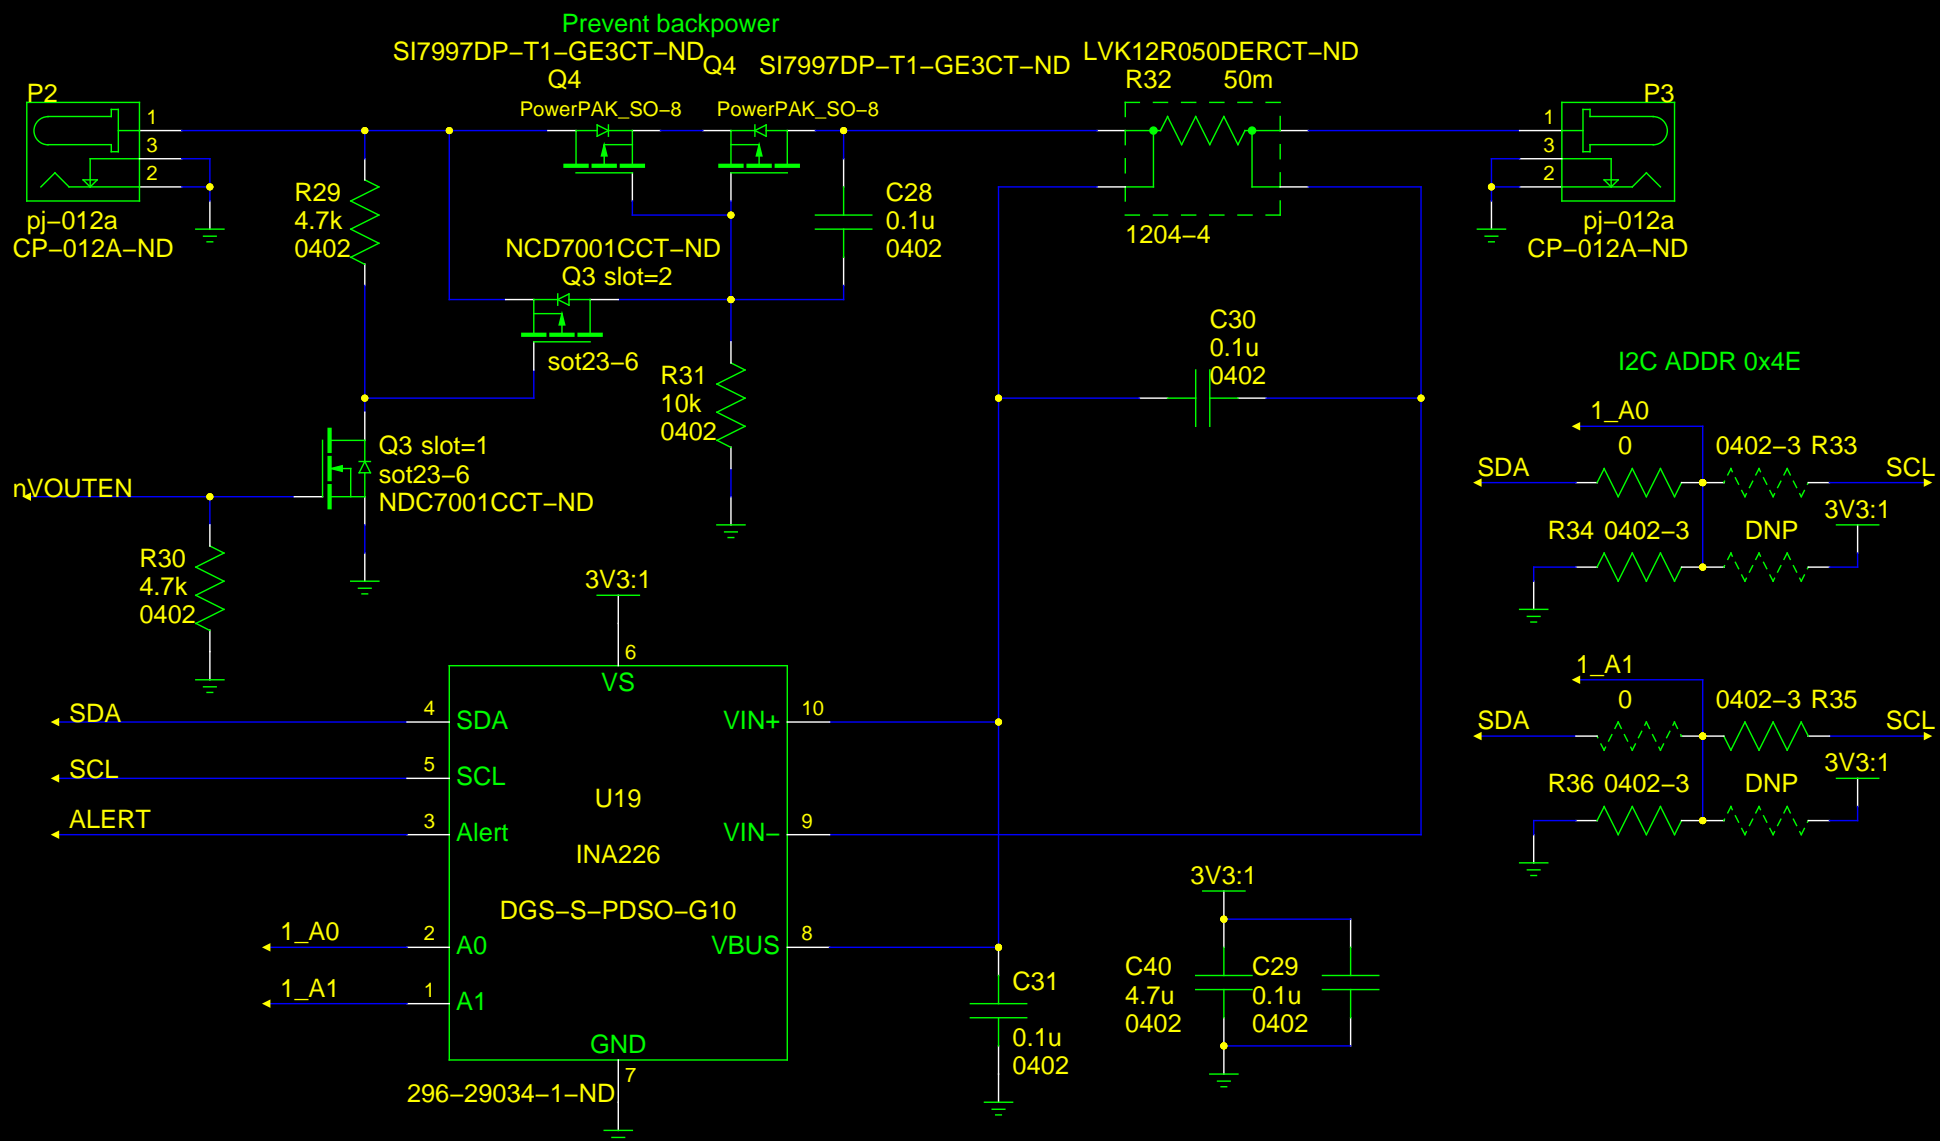 Prevent backpower
SI7997DP-T1-GE3CT-ND
Q4
PowerPAK_SO-8
Q4
SI7997DP-T1-GE3CT-ND
PowerPAK_SO-8
LVK12R050DERCT-ND
R32 50m
1204-4
P2
1
3
2
pj-012a
CP-012A-ND
P3
1
3
2
pj-012a
CP-012A-ND
R29
4.7k
0402
C28
0.1u
0402
NCD7001CCT-ND
Q3 slot=2
sot23-6
R31
10k
0402
C30
0.1u
0402
Q3 slot=1
sot23-6
NDC7001CCT-ND
nVOUTEN
R30
4.7k
0402
I2C ADDR 0x4E
1_A0
0
0402-3 R33
SDA
SCL
3V3:1
R34 0402-3
DNP
1_A1
0
0402-3 R35
SDA
SCL
3V3:1
R36 0402-3
DNP
3V3:1
6
VS
SDA
4
SDA
SCL
5
SCL
ALERT
3
Alert
1_A0
2
A0
1_A1
1
A1
VIN+
10
VIN-
9
VBUS
8
U19
INA226
DGS-S-PDSO-G10
GND
7
296-29034-1-ND
C31
0.1u
0402
3V3:1
C40
4.7u
0402
C29
0.1u
0402